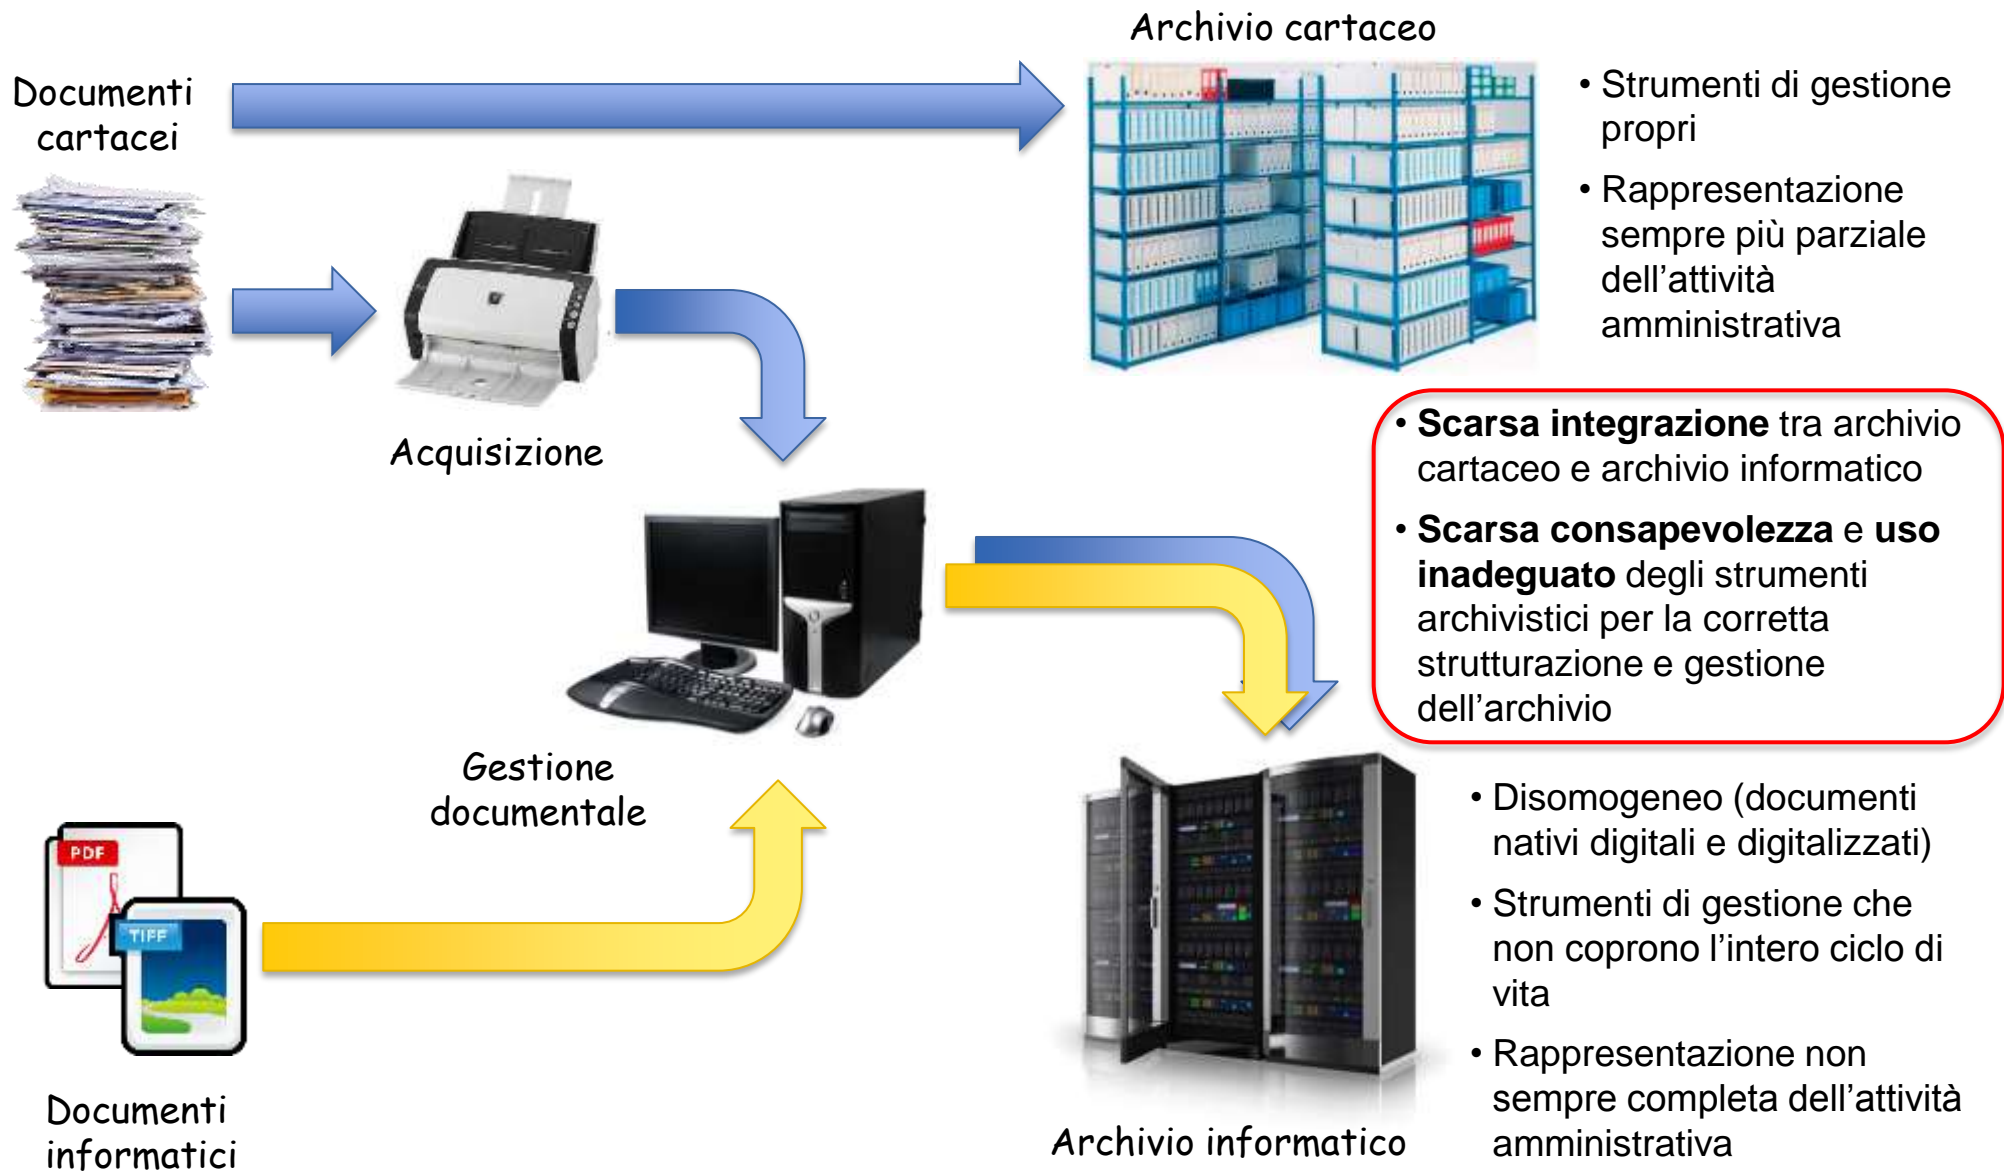 Archivio cartaceo
Documenti
cartacei
• Strumenti di gestione
propri
• Rappresentazione
sempre più parziale
dell’attività
amministrativa
Acquisizione
• Scarsa integrazione tra archivio
cartaceo e archivio informatico
• Scarsa consapevolezza e uso
inadeguato degli strumenti
archivistici per la corretta
strutturazione e gestione
dell’archivio
Gestione
documentale
PDF
TIFF
• Disomogeneo (documenti
nativi digitali e digitalizzati)
• Strumenti di gestione che
non coprono l’intero ciclo di
vita
• Rappresentazione non
sempre completa dell’attività
amministrativa
Documenti
informatici
Archivio informatico